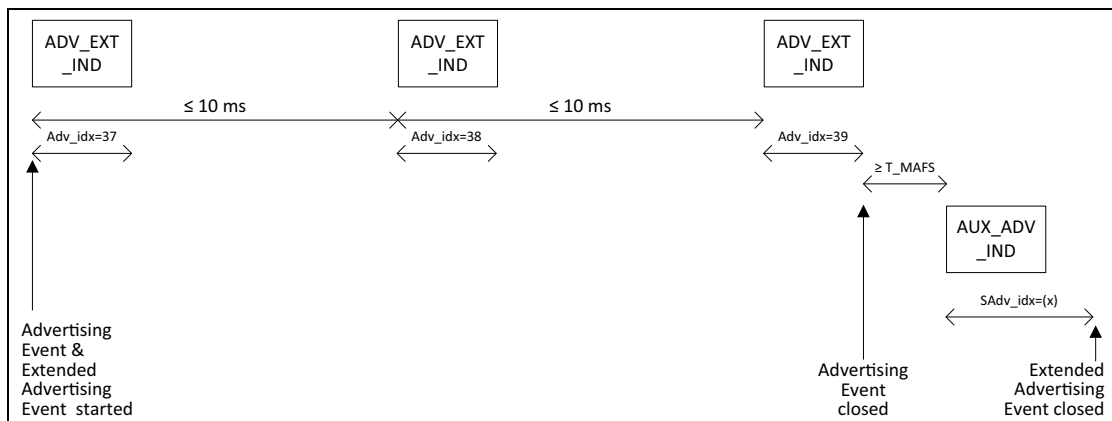 ADV_EXT
_IND
ADV_EXT
_IND
ADV_EXT
_IND
≤ 10 ms
≤ 10 ms
Adv_idx=37
Adv_idx=38
Adv_idx=39
≥ T_MAFS
AUX_ADV
_IND
SAdv_idx=(x)
Advertising
Event &
Extended
Advertising
Event started
Advertising
Event
closed
Extended
Advertising
Event closed